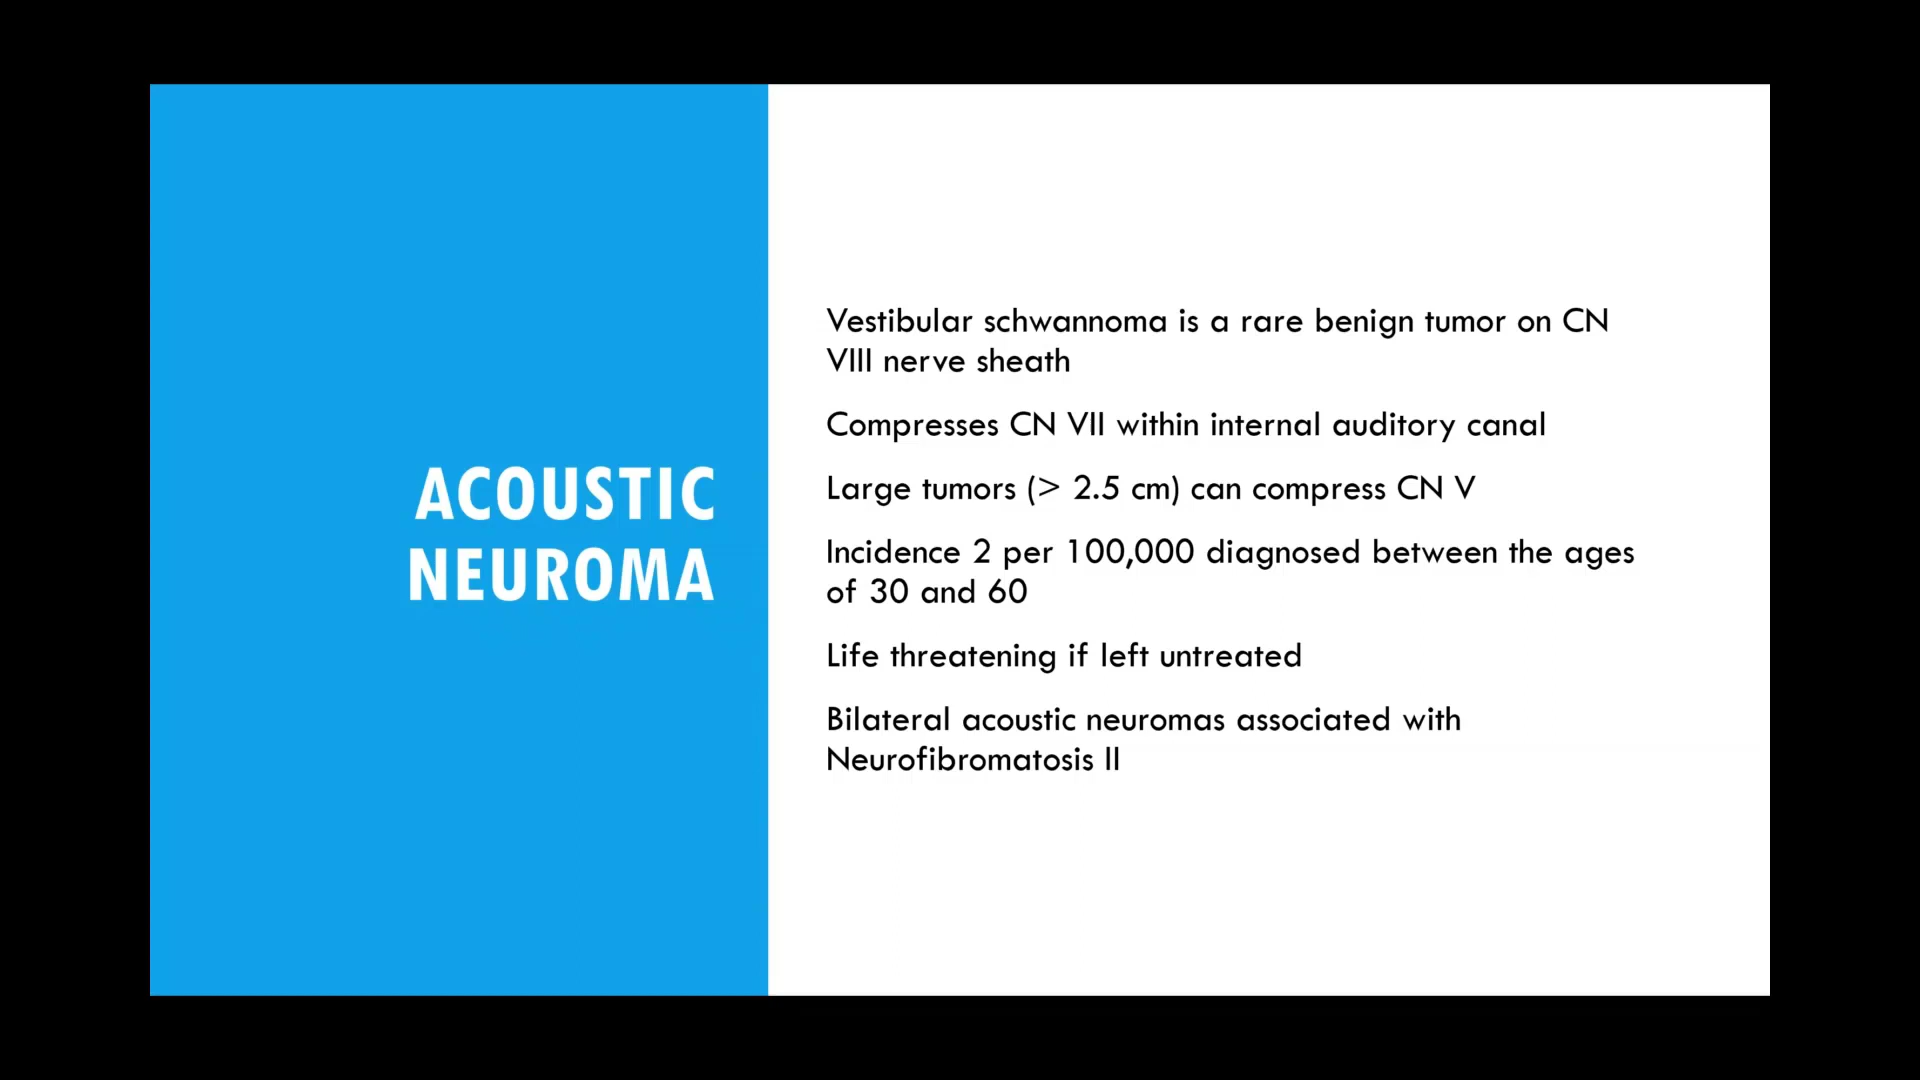 ACOUSTIC
NEUROMA
Vestibular schwannoma is a rare benign tumor on CN
VIII nerve sheath
Compresses CN VII within internal auditory canal
Large tumors (> 2.5 cm) can compress CN V
Incidence 2 per 100,000 diagnosed between the ages
of 30 and 60
Life threatening if left untreated
Bilateral acoustic neuromas associated with
Neurofibromatosis II